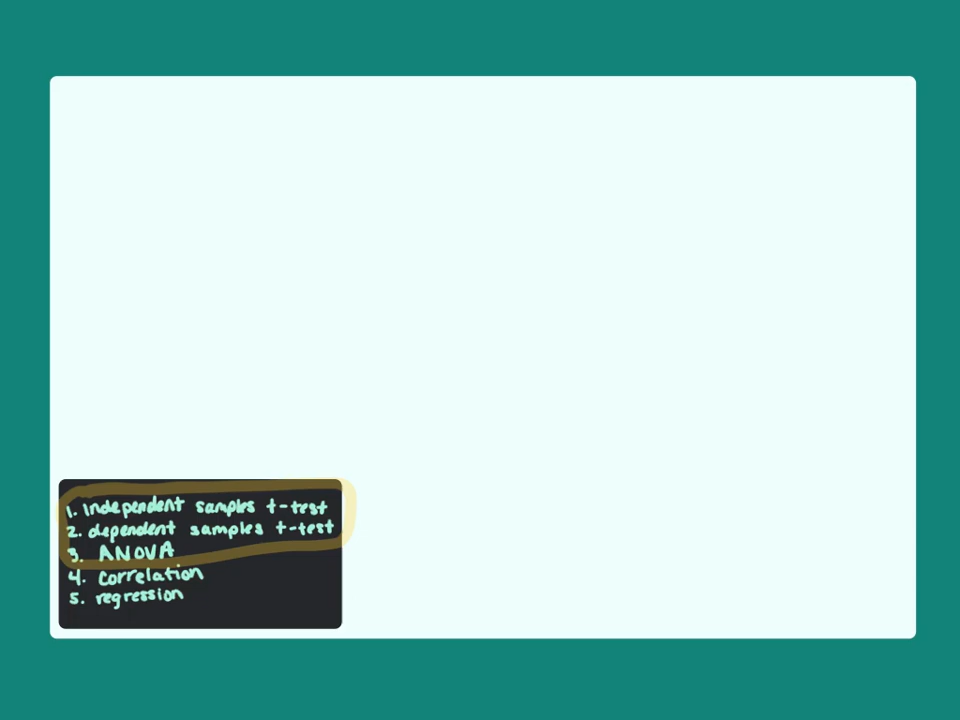 1. Independent samples t-test
2. dependent samples t-test
3. ANOVA
4. correlation
5. regression